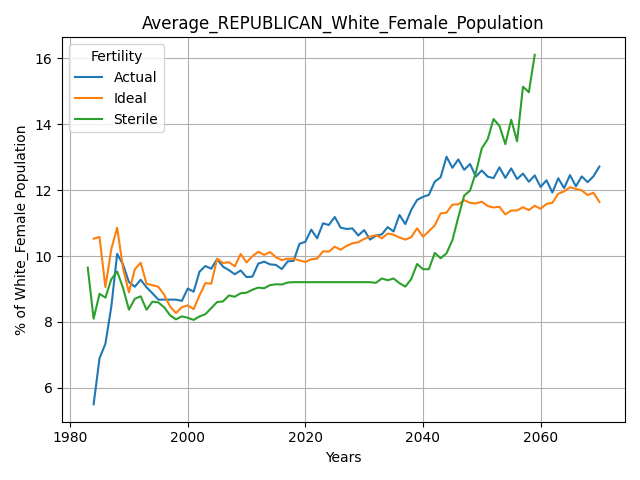 Average_REPUBLICAN_White_Female_Population
Fertility
Actual
Ideal
Sterile
% of White_Female Population
16
14
12
10
8
6
1980
2000
2020
2040
2060
Years